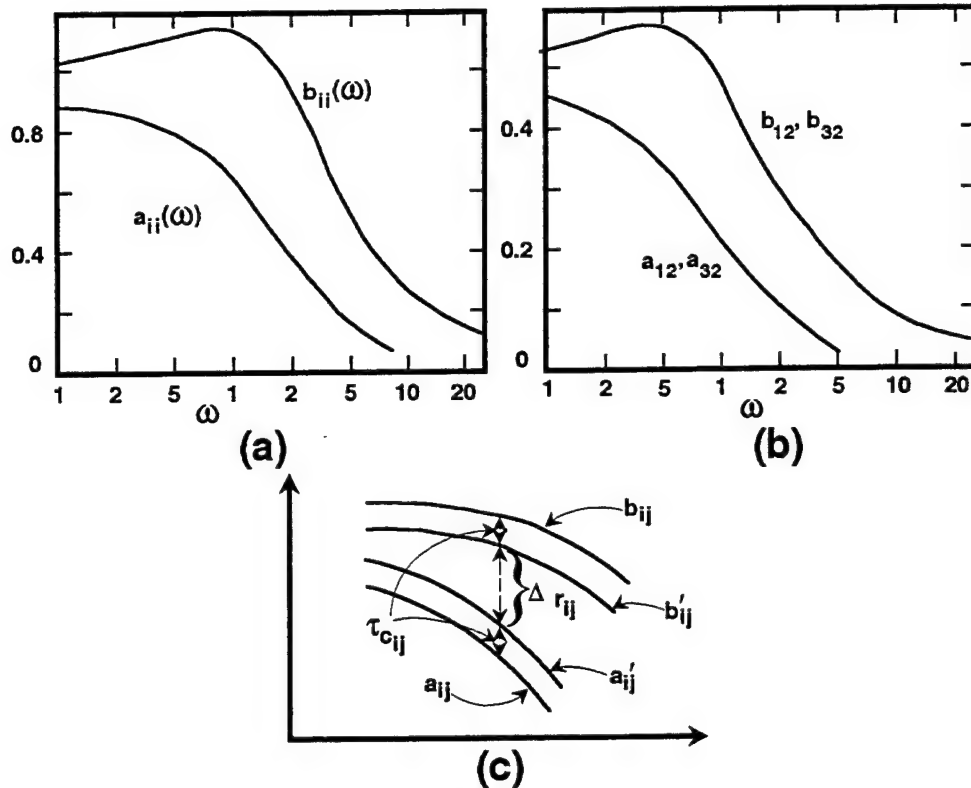 b_ii(ω)
0.8
a_ii(ω)
0.4
0
1 2 5 1 2 5 10 20
ω
(a)
b_12, b_32
0.4
a_12, a_32
0.2
0
1 2 5 1 2 5 10 20
ω
(b)
b_ij
Δ r_ij
b'_ij
τ_c_ij
a_ij
a'_ij
(c)